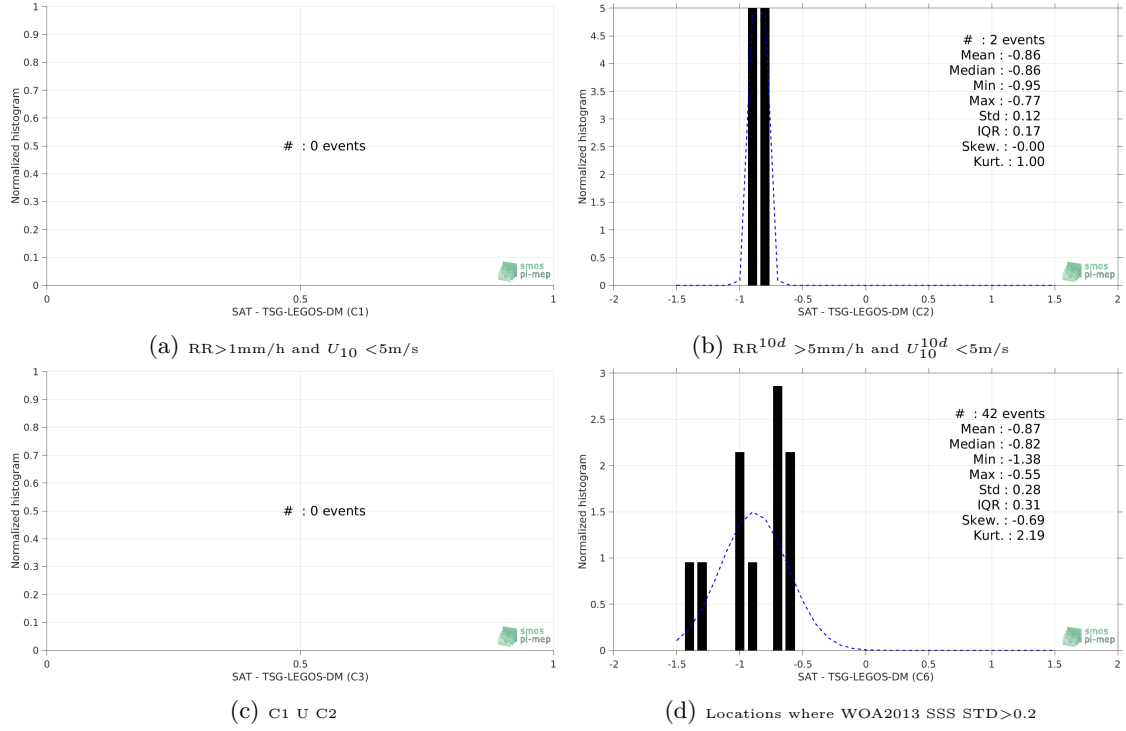 1
0.9
0.8
0.7
0.6
0.5
0.4
0.3
0.2
0.1
0
Normalized histogram
# : 0 events
smos
pi-mep
0
0.5
1
SAT - TSG-LEGOS-DM (C1)
(a) RR>1mm/h and U10 <5m/s
5
4.5
4
3.5
3
2.5
2
1.5
1
0.5
0
Normalized histogram
# : 2 events
Mean : -0.86
Median : -0.86
Min : -0.95
Max : -0.77
Std : 0.12
IQR : 0.17
Skew. : -0.00
Kurt. : 1.00
smos
pi-mep
-2
-1.5
-1
-0.5
0
0.5
1
1.5
2
SAT - TSG-LEGOS-DM (C2)
(b) RR10d >5mm/h and U10 10d <5m/s
1
0.9
0.8
0.7
0.6
0.5
0.4
0.3
0.2
0.1
0
Normalized histogram
# : 0 events
smos
pi-mep
0
0.5
1
SAT - TSG-LEGOS-DM (C3)
(c) C1 U C2
3
2.5
2
1.5
1
0.5
0
Normalized histogram
# : 42 events
Mean : -0.87
Median : -0.82
Min : -1.38
Max : -0.55
Std : 0.28
IQR : 0.31
Skew. : -0.69
Kurt. : 2.19
smos
pi-mep
-2
-1.5
-1
-0.5
0
0.5
1
1.5
2
SAT - TSG-LEGOS-DM (C6)
(d) Locations where WOA2013 SSS STD>0.2